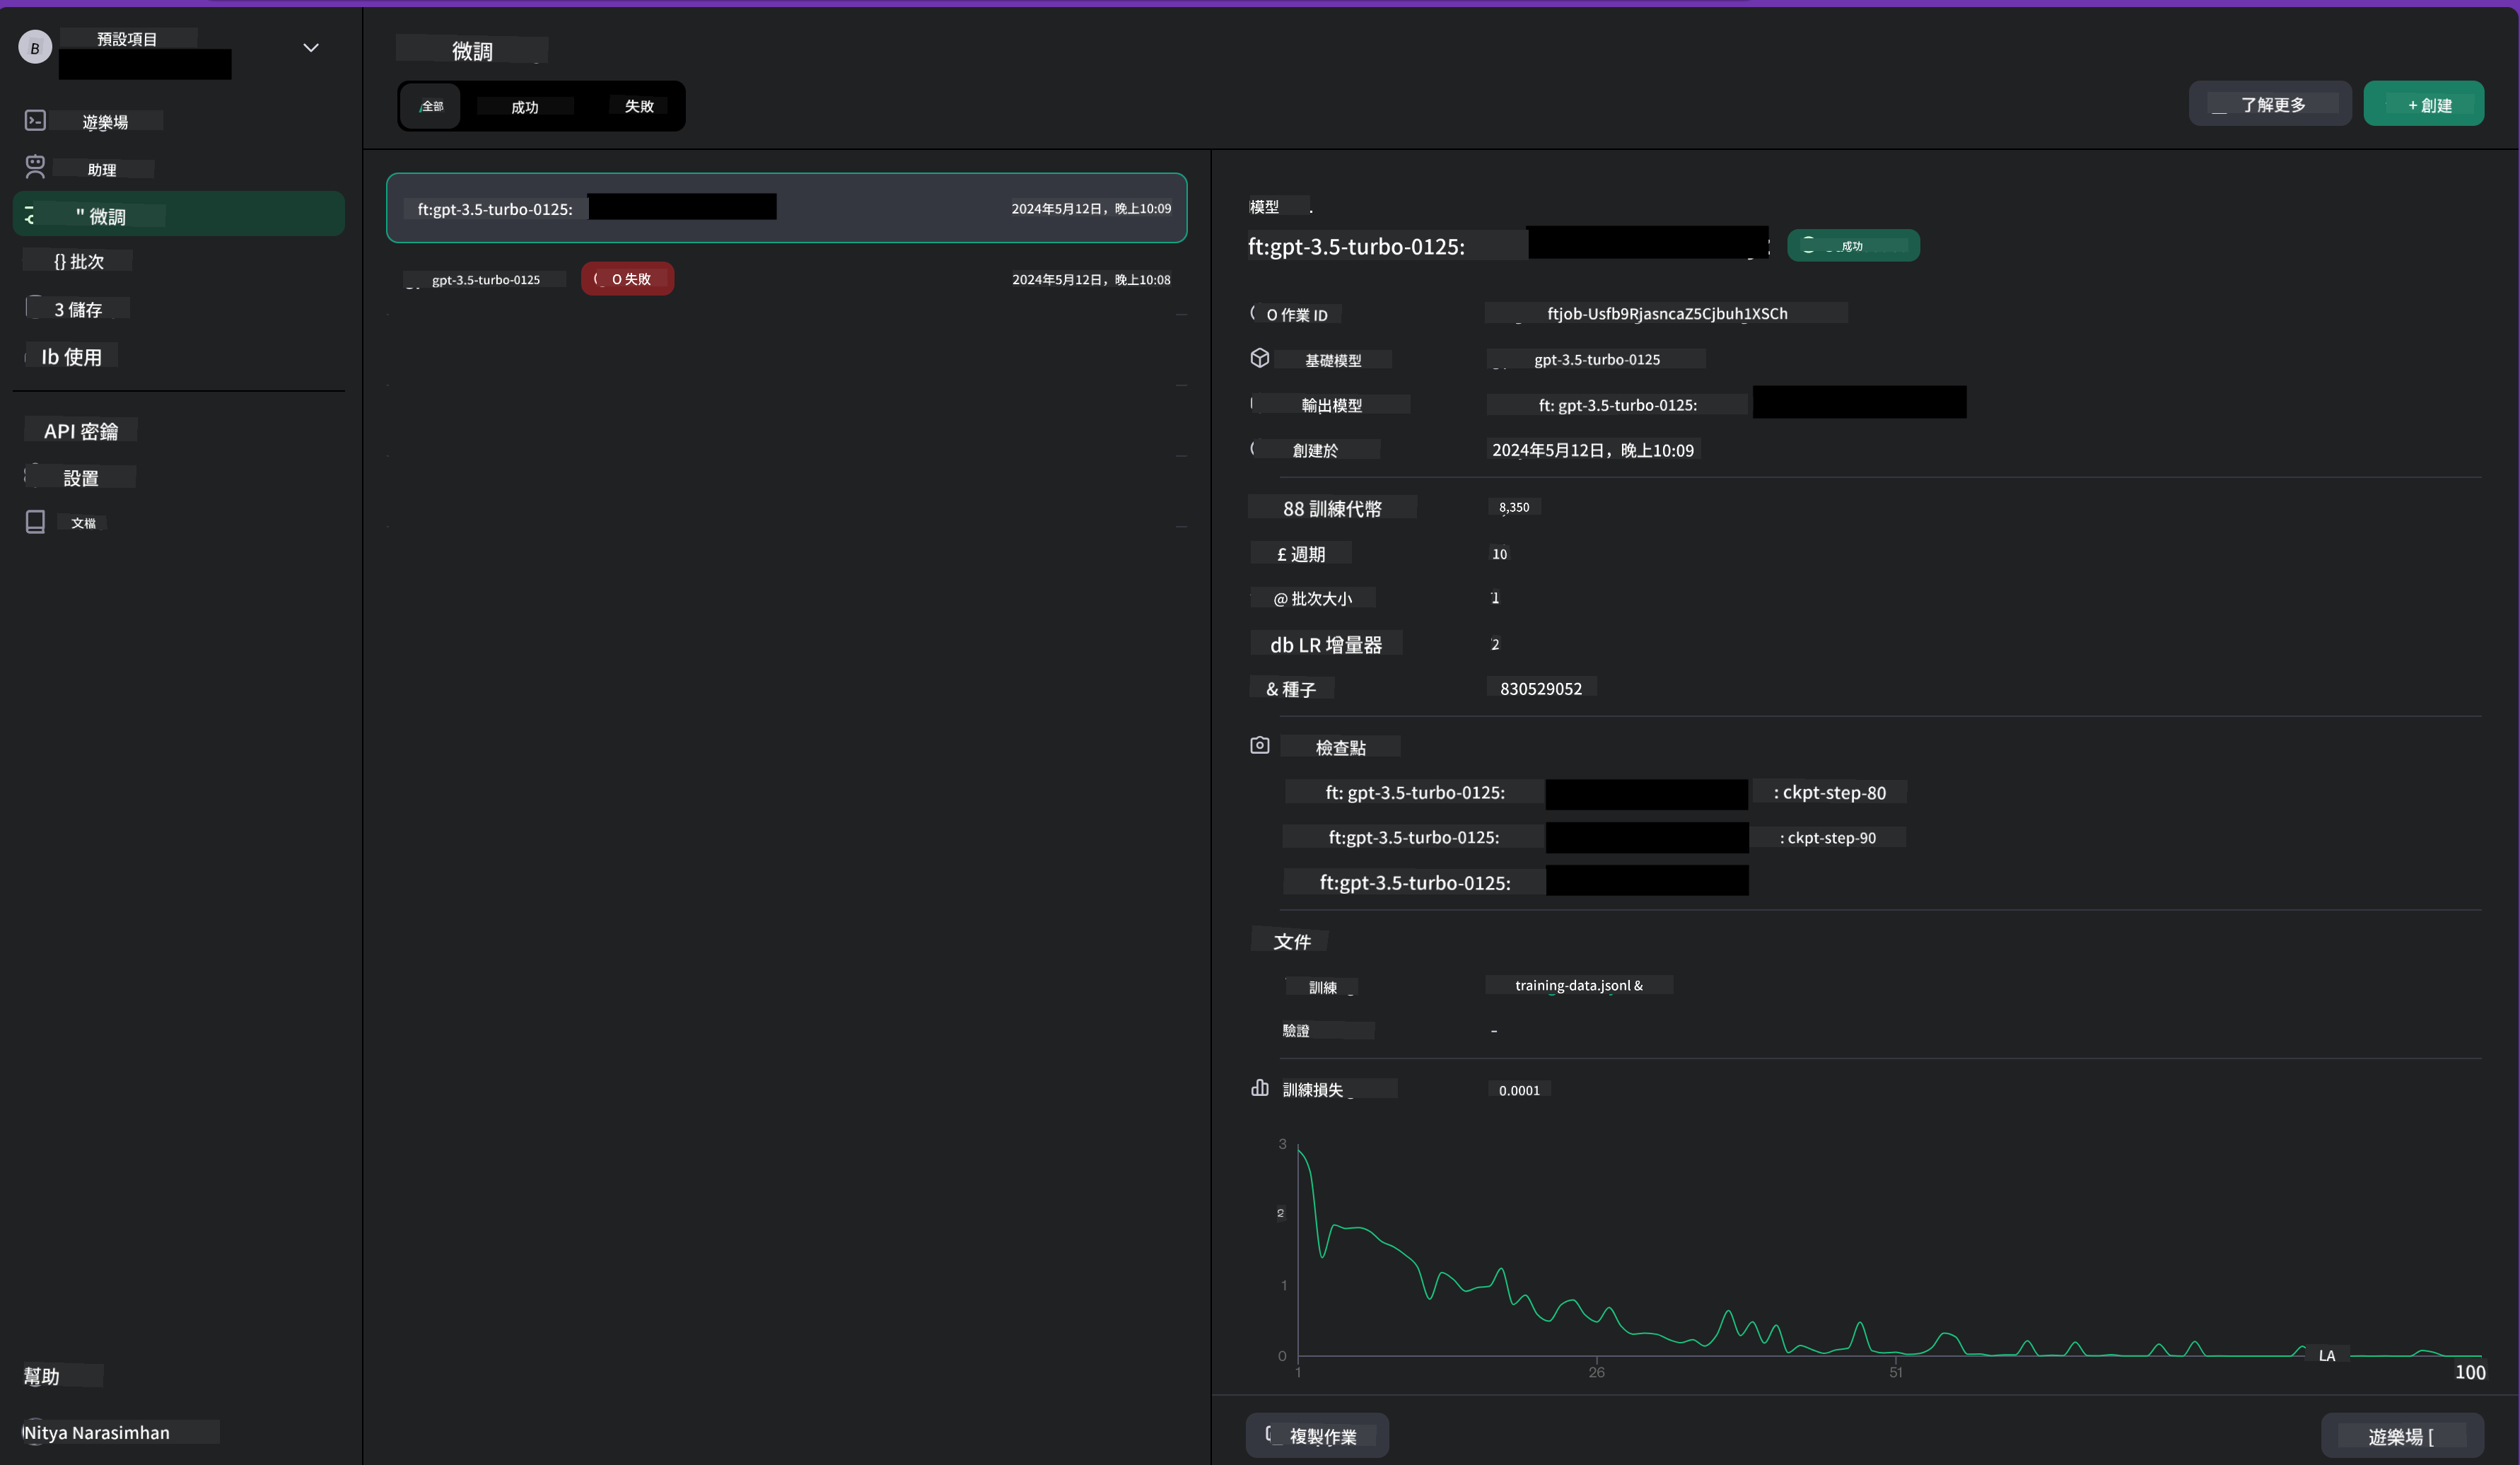 B 預設項目
遊樂場
助理
" 微調
{} 批次
3 儲存
Ib 使用
API 密鑰
設置
文檔
幫助
Nitya Narasimhan
微調
全部 成功 失敗
了解更多 + 創建
ft:gpt-3.5-turbo-0125: 2024年5月12日，晚上10:09
gpt-3.5-turbo-0125 O 失敗 2024年5月12日，晚上10:08
模型
ft:gpt-3.5-turbo-0125: 成功
O 作業 ID ftjob-Usfb9RjasncaZ5Cjbuh1XSCh
基礎模型 gpt-3.5-turbo-0125
輸出模型 ft: gpt-3.5-turbo-0125:
創建於 2024年5月12日，晚上10:09
88 訓練代幣 8,350
£ 週期 10
@ 批次大小 1
db LR 增量器 2
& 種子 830529052
檢查點
ft: gpt-3.5-turbo-0125: : ckpt-step-80
ft:gpt-3.5-turbo-0125: : ckpt-step-90
ft:gpt-3.5-turbo-0125:
文件
訓練 training-data.jsonl &
驗證 –
訓練損失 0.0001
3
2
1
0
LA
1 26 51 100
複製作業 遊樂場 [